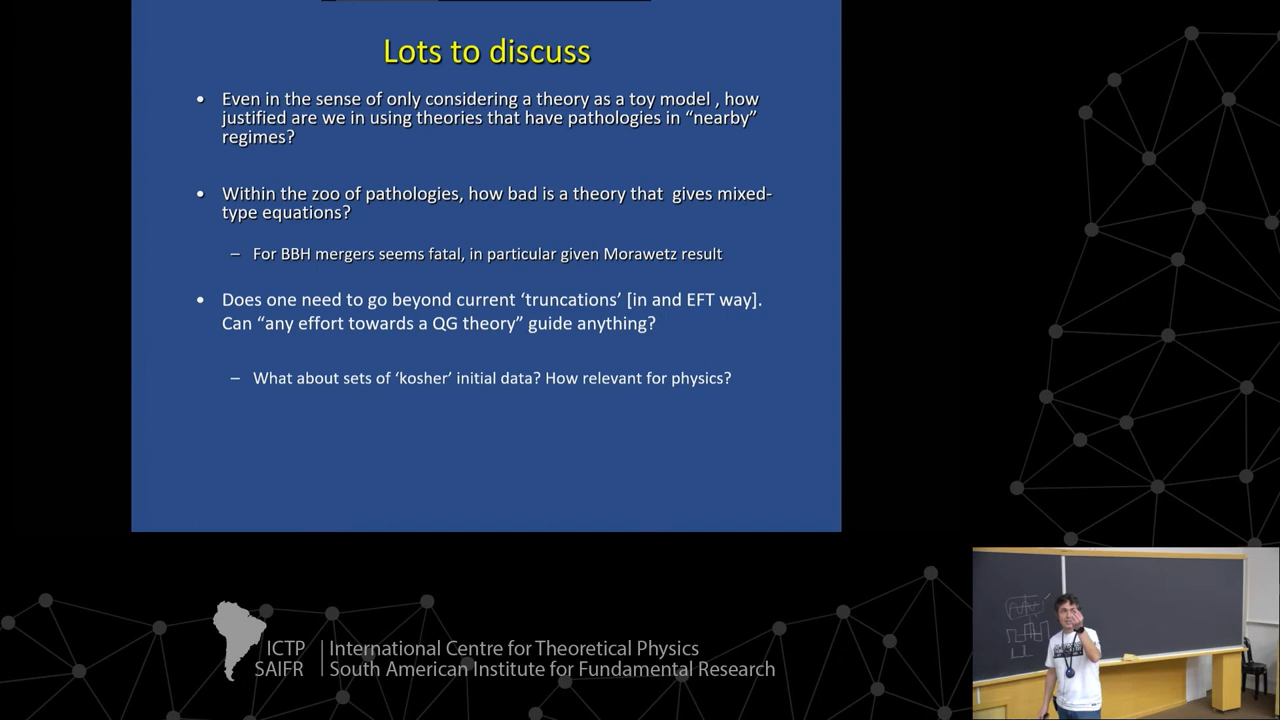 Lots to discuss
• Even in the sense of only considering a theory as a toy model , how
justified are we in using theories that have pathologies in “nearby”
regimes?
• Within the zoo of pathologies, how bad is a theory that  gives mixed-
type equations?
– For BBH mergers seems fatal, in particular given Morawetz result
• Does one need to go beyond current ‘truncations’ [in and EFT way].
Can “any effort towards a QG theory” guide anything?
– What about sets of ‘kosher’ initial data? How relevant for physics?
ICTP | International Centre for Theoretical Physics
SAIFR | South American Institute for Fundamental Research